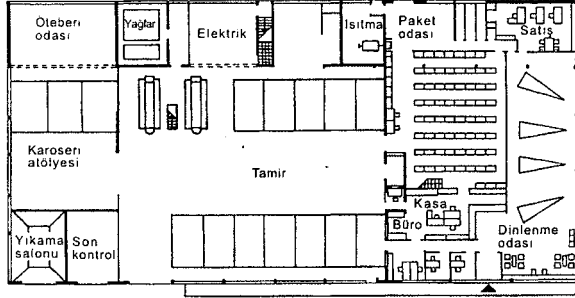 Öteberi
odası
Yağlar
Elektrik
Isıtma
Paket
odası
Satış
Karoseri
atölyesi
Tamir
Kasa
Büro
Yıkama
salonu
Son
kontrol
Dinlenme
odası